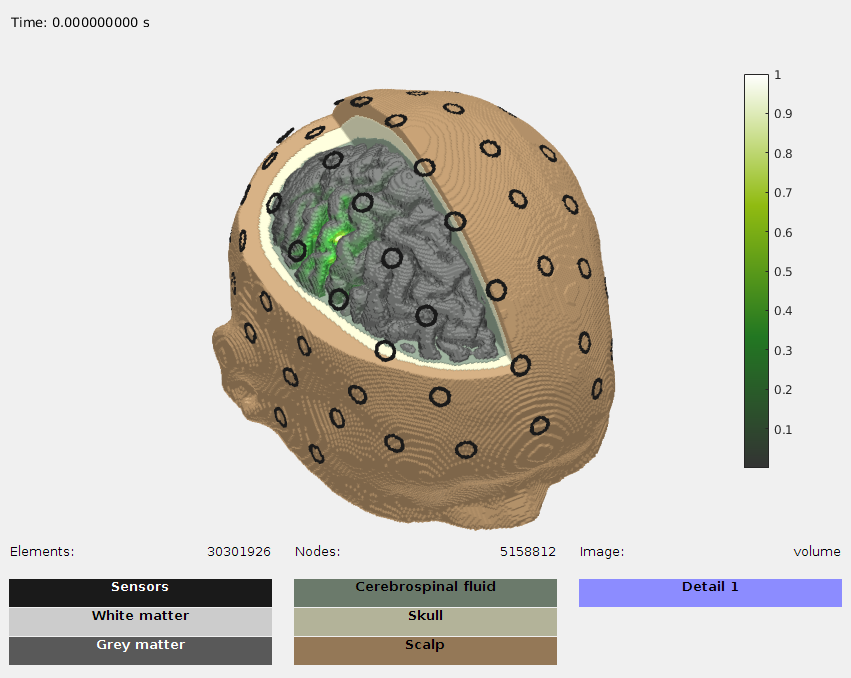 Time: 0.000000000 s
1
0.9
0.8
0.7
0.6
0.5
0.4
0.3
0.2
0.1
Elements: 30301926 Nodes: 5158812 Image: volume
Sensors Cerebrospinal fluid Detail 1
White matter Skull
Grey matter Scalp